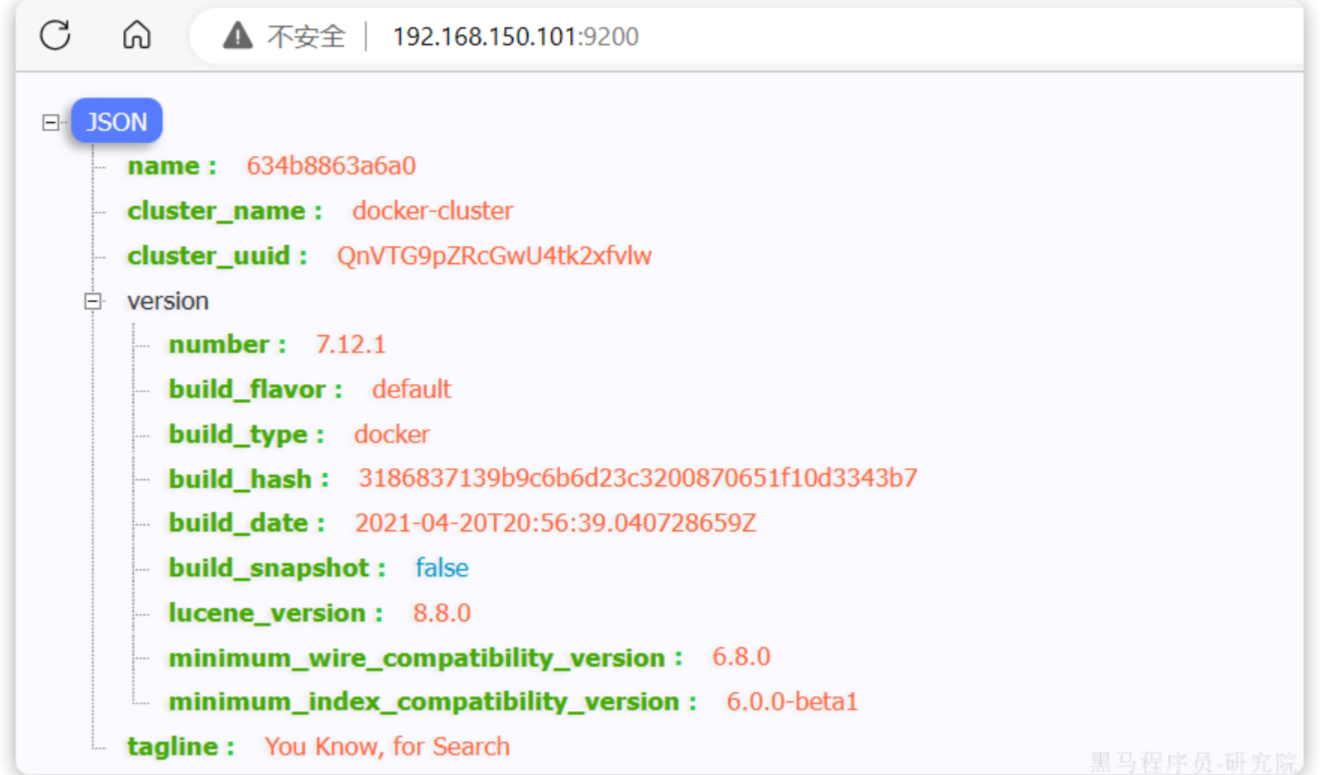 不安全 | 192.168.150.101:9200
JSON
name : 634b8863a6a0
cluster_name : docker-cluster
cluster_uuid : QnVTG9pZRcGwU4tk2xfvlw
version
number : 7.12.1
build_flavor : default
build_type : docker
build_hash : 3186837139b9c6b6d23c3200870651f10d3343b7
build_date : 2021-04-20T20:56:39.040728659Z
build_snapshot : false
lucene_version : 8.8.0
minimum_wire_compatibility_version : 6.8.0
minimum_index_compatibility_version : 6.0.0-beta1
tagline : You Know, for Search
黑马程序员-研究院